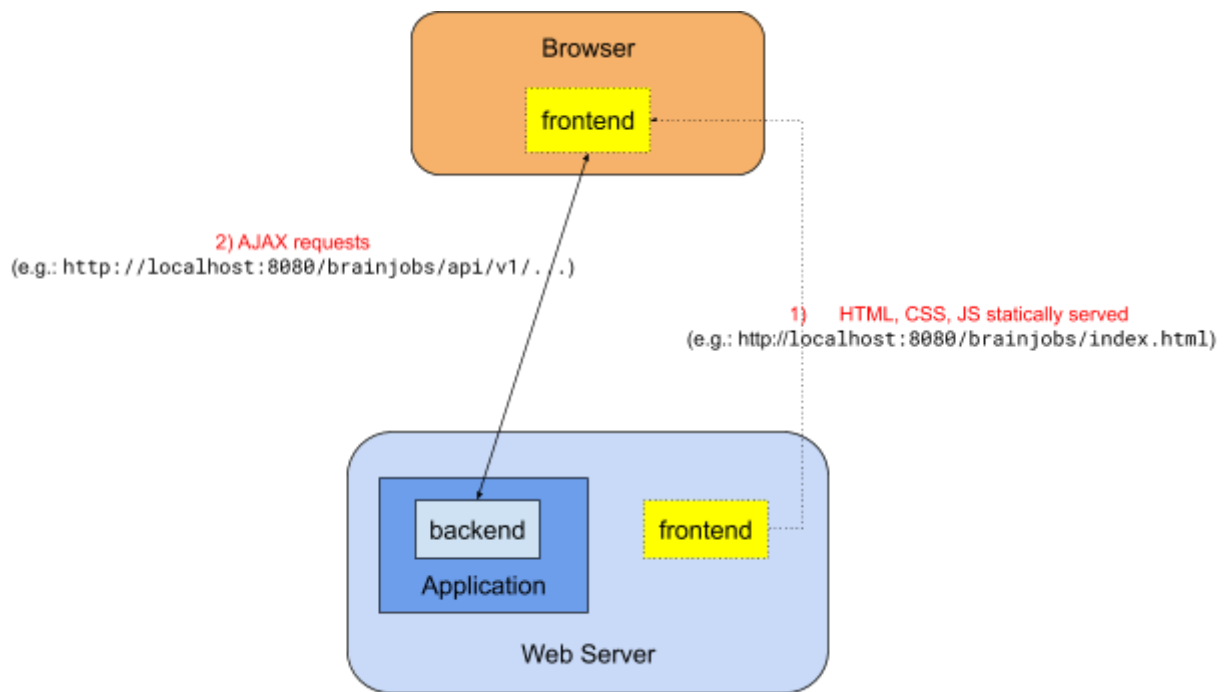 Browser
frontend
2) AJAX requests
(e.g.: http://localhost:8080/brainjobs/api/v1/...)
1) HTML, CSS, JS statically served
(e.g.: http://localhost:8080/brainjobs/index.html)
backend
frontend
Application
Web Server